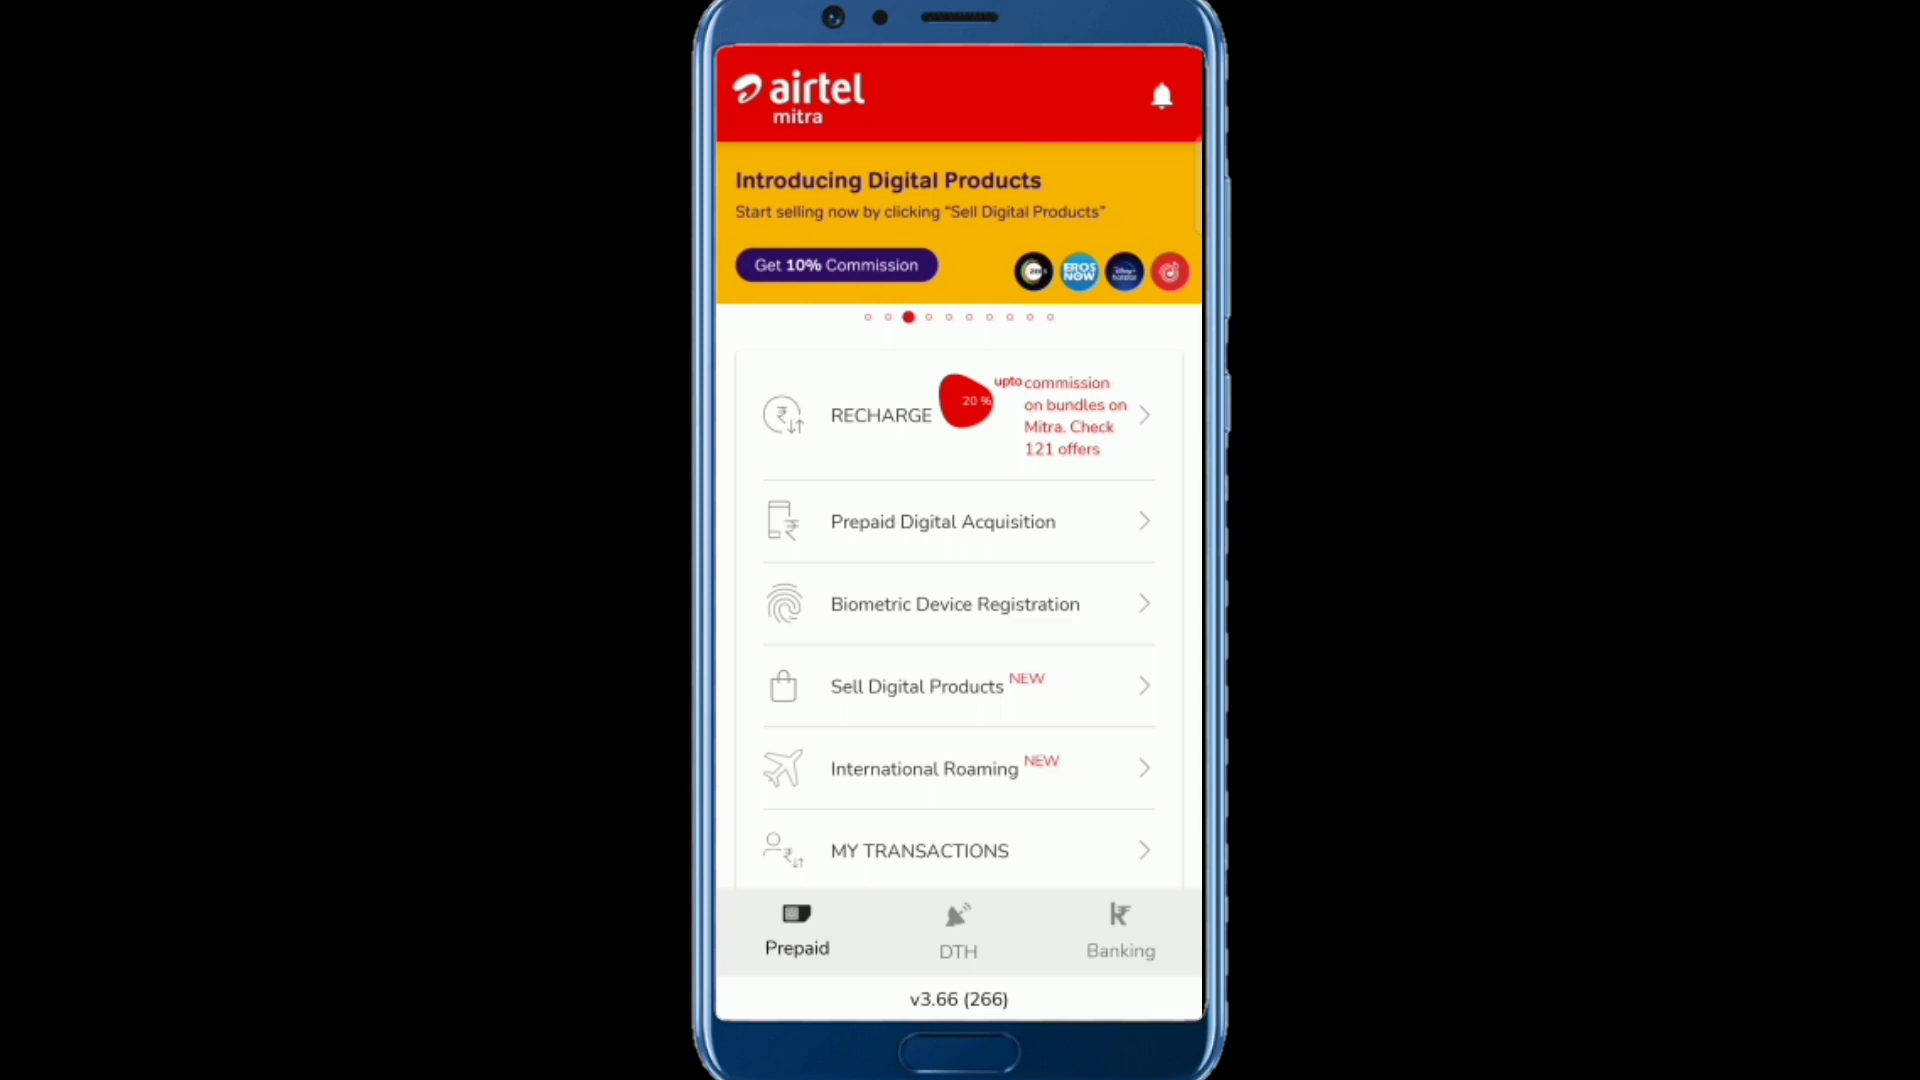 airtel
mitra
Introducing Digital Products
Start selling now by clicking “Sell Digital Products”
Get 10% Commission
EROS
NOW
Disney+
hotstar
RECHARGE
20 %
upto commission
on bundles on
Mitra. Check
121 offers
Prepaid Digital Acquisition
Biometric Device Registration
Sell Digital Products NEW
International Roaming NEW
MY TRANSACTIONS
Prepaid
DTH
Banking
v3.66 (266)